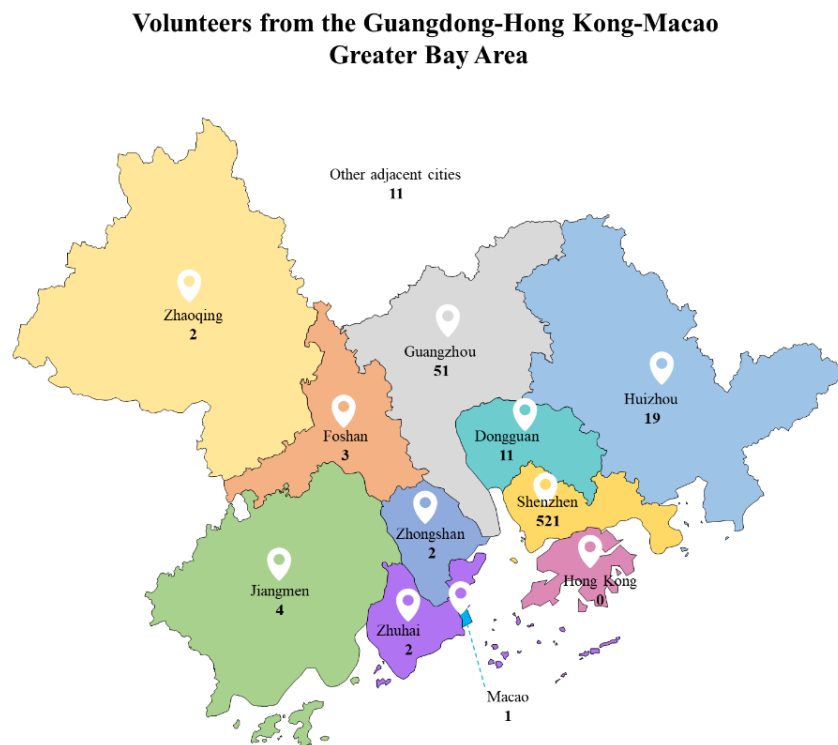 Volunteers from the Guangdong-Hong Kong-Macao
Greater Bay Area
Other adjacent cities
11
Zhaoqing
2
Guangzhou
51
Huizhou
19
Foshan
3
Dongguan
11
Shenzhen
521
Zhongshan
2
Hong Kong
0
Jiangmen
4
Zhuhai
2
Macao
1